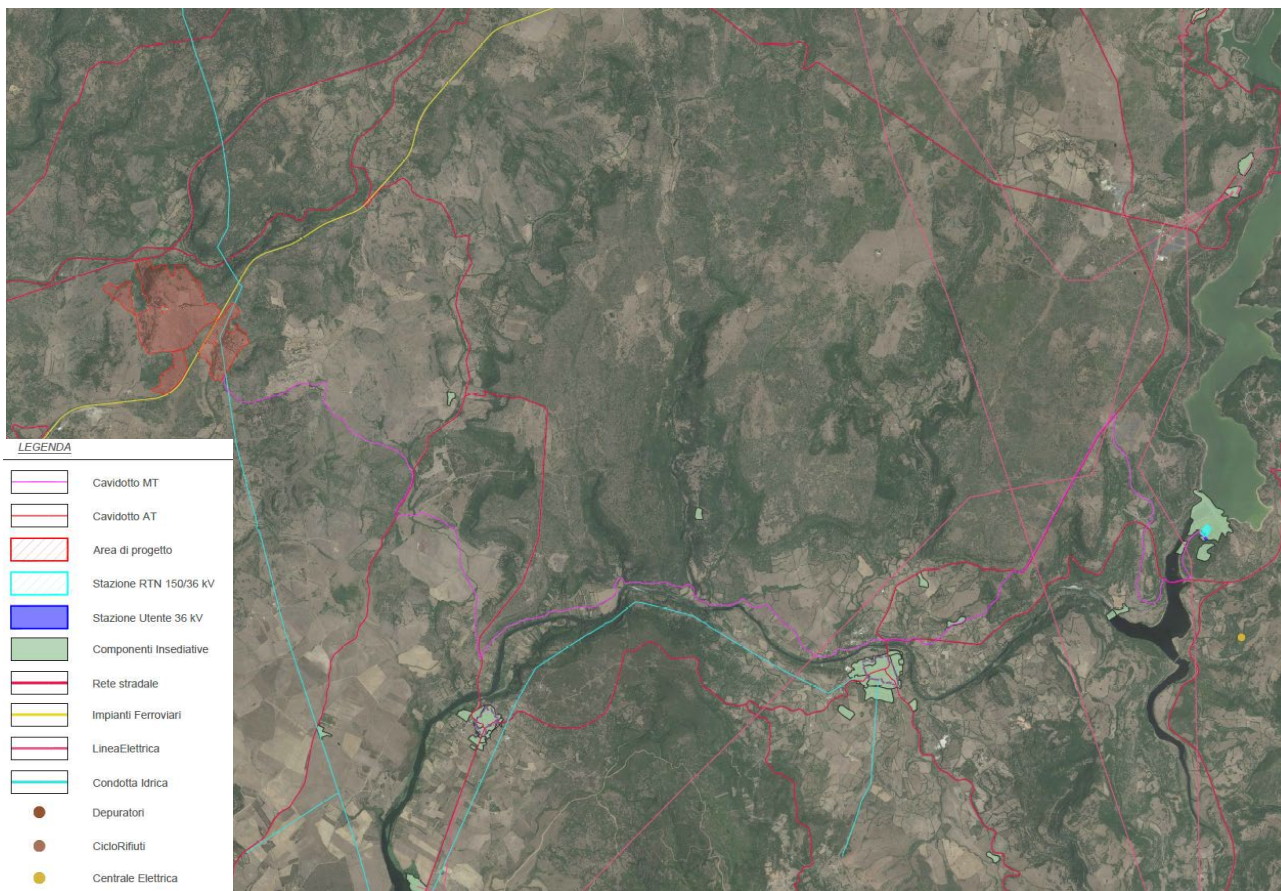 LEGENDA
Cavidotto MT
Cavidotto AT
Area di progetto
Stazione RTN 150/36 kV
Stazione Utente 36 kV
Componenti Insediative
Rete stradale
Impianti Ferroviari
LineaElettrica
Condotta Idrica
Depuratori
CicloRifiuti
Centrale Elettrica